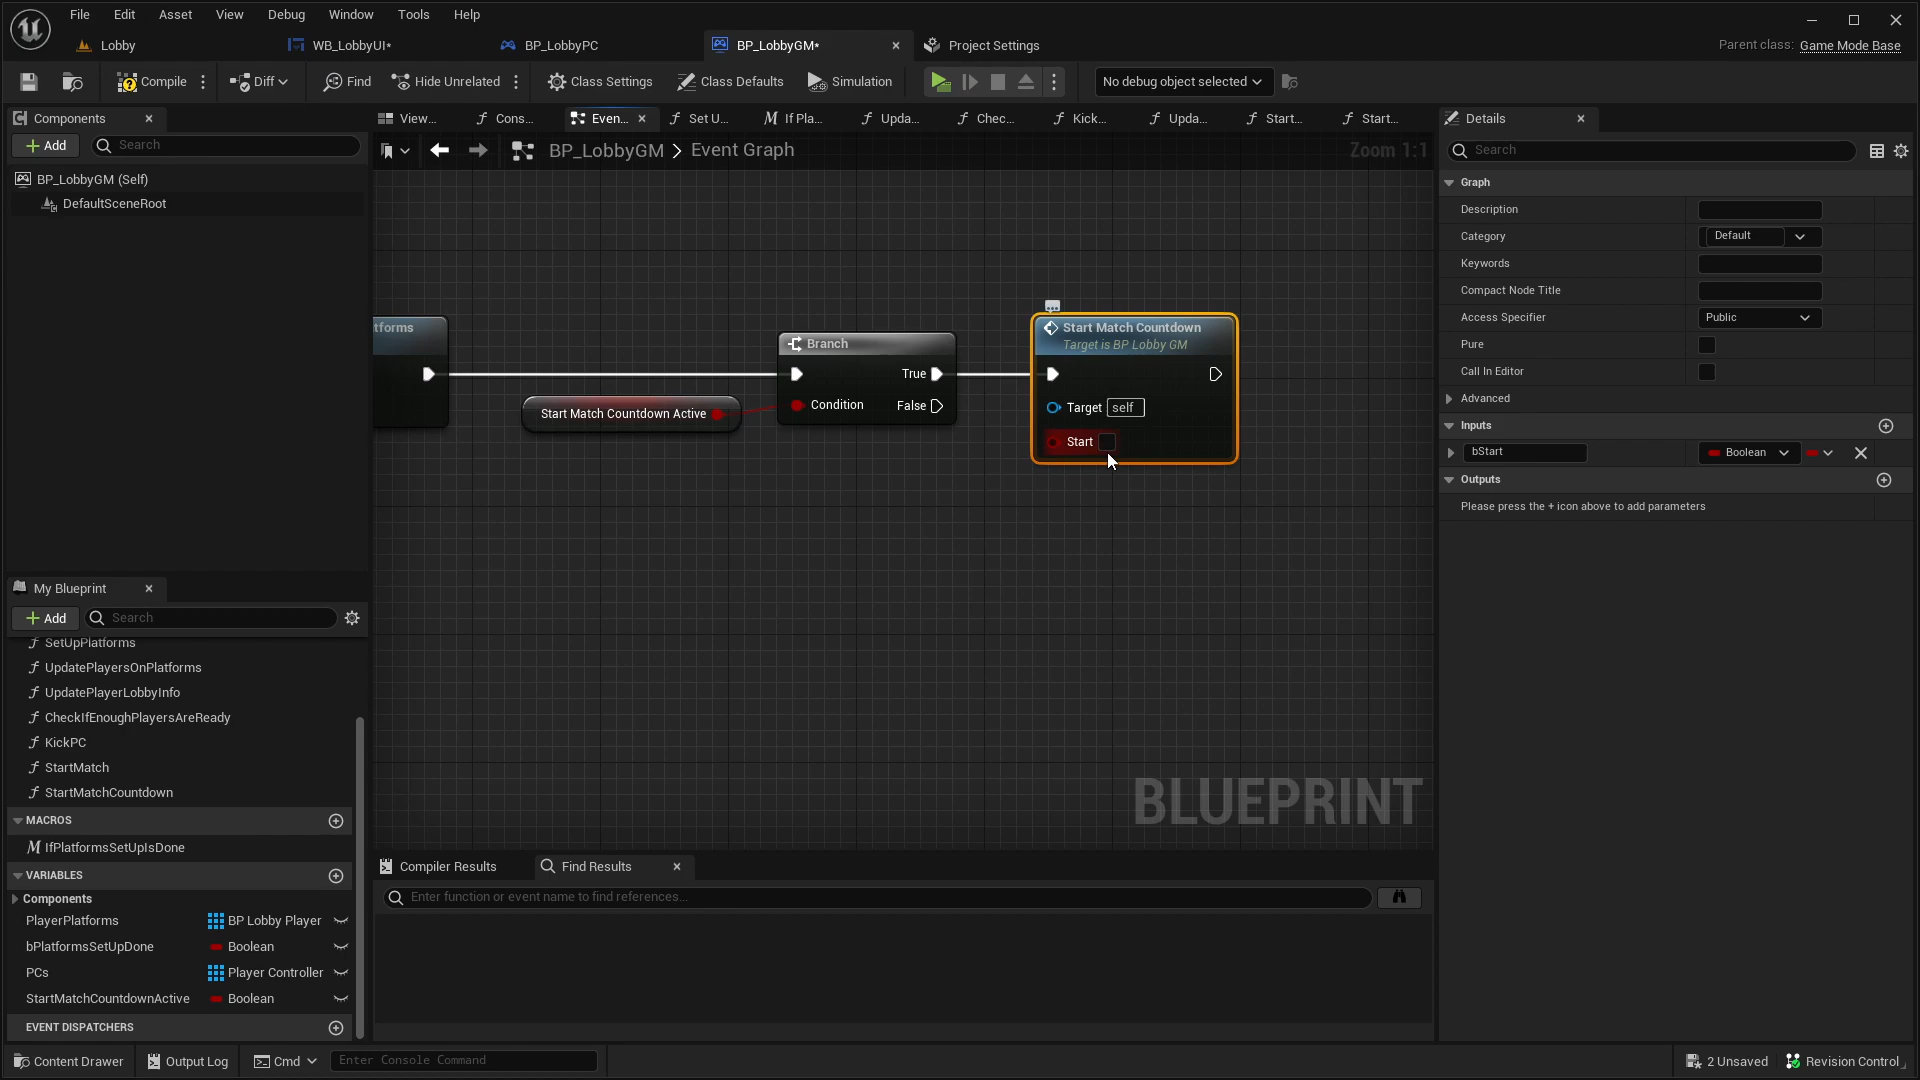 File Edit Asset View Debug Window Tools Help
Lobby WB_LobbyUI* BP_LobbyPC BP_LobbyGM* Project Settings Parent class: Game Mode Base
Compile Diff Find Hide Unrelated Class Settings Class Defaults Simulation No debug object selected
Components View... Cons... Even... Set U... If Pla... Upda... Chec... Kick... Upda... Start... Start... Details
Add Search BP_LobbyGM > Event Graph Zoom 1:1 Search
BP_LobbyGM (Self)
DefaultSceneRoot
tforms
Start Match Countdown Active
Branch
True
Condition False
Start Match Countdown
Target is BP Lobby GM
Target self
Start
BLUEPRINT
Graph
Description
Category Default
Keywords
Compact Node Title
Access Specifier Public
Pure
Call In Editor
Advanced
Inputs
bStart Boolean
Outputs
Please press the + icon above to add parameters
My Blueprint
Add Search
SetUpPlatforms
UpdatePlayersOnPlatforms
UpdatePlayerLobbyInfo
CheckIfEnoughPlayersAreReady
KickPC
StartMatch
StartMatchCountdown
MACROS
IfPlatformsSetUpIsDone
VARIABLES
Components
PlayerPlatforms BP Lobby Player
bPlatformsSetUpDone Boolean
PCs Player Controller
StartMatchCountdownActive Boolean
EVENT DISPATCHERS
Compiler Results Find Results
Enter function or event name to find references...
Content Drawer Output Log Cmd Enter Console Command 2 Unsaved Revision Control